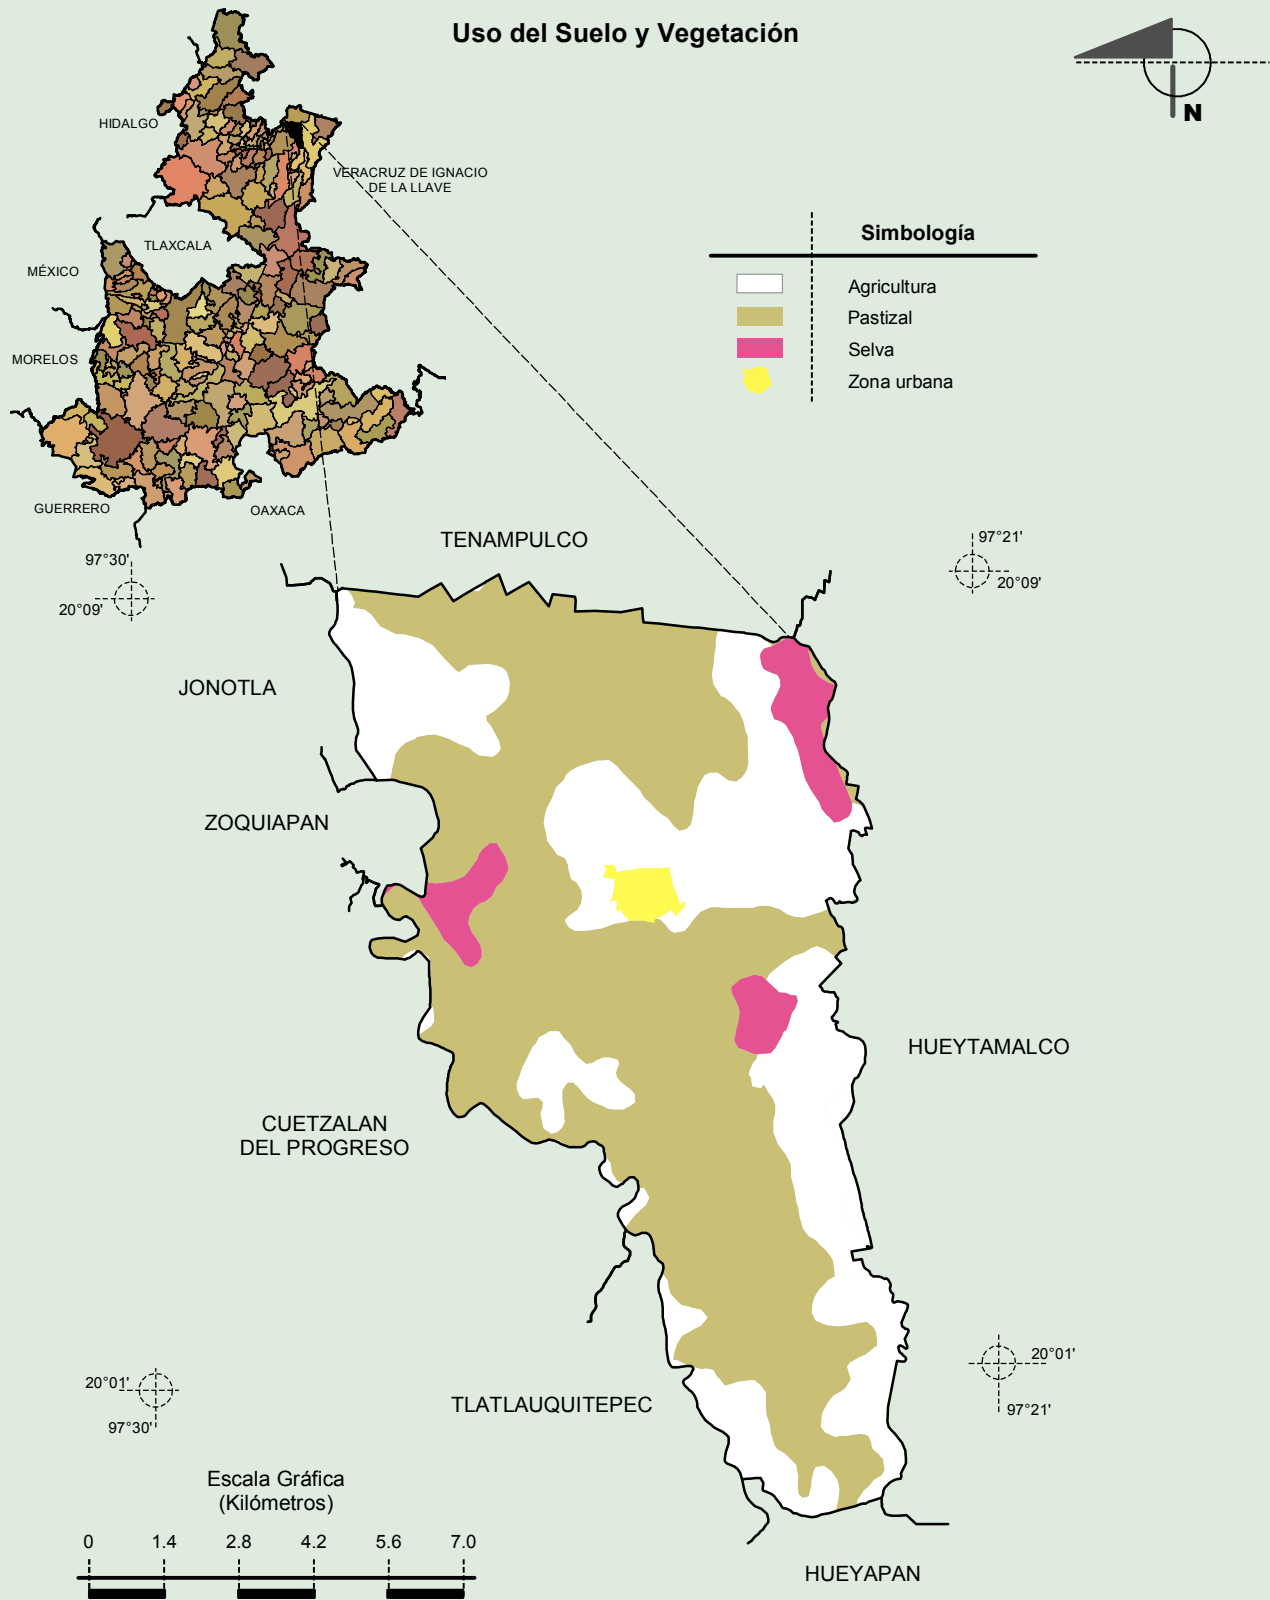 Uso del Suelo y Vegetación
N
HIDALGO
VERACRUZ DE IGNACIO
DE LA LLAVE
TLAXCALA
MÉXICO
MORELOS
GUERRERO
OAXACA
Simbología
Agricultura
Pastizal
Selva
Zona urbana
97°30'
20°09'
TENAMPULCO
97°21'
20°09'
JONOTLA
ZOQUIAPAN
HUEYTAMALCO
CUETZALAN
DEL PROGRESO
20°01'
97°30'
TLATLAUQUITEPEC
20°01'
97°21'
Escala Gráfica
(Kilómetros)
0 1.4 2.8 4.2 5.6 7.0
HUEYAPAN